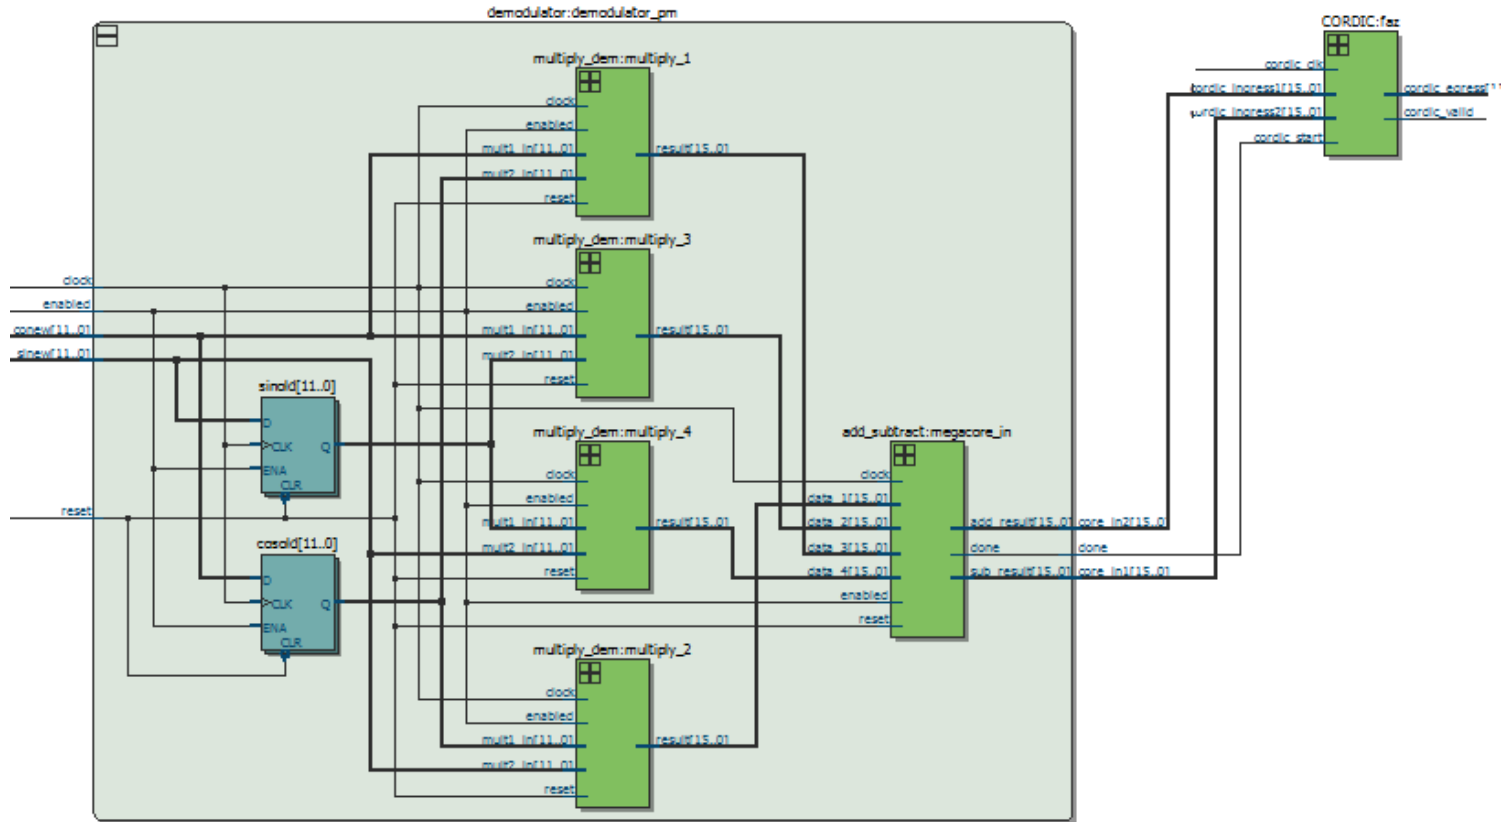 demodulator:demodulator_pm
CORDIC:faz
cordic_clk
cordic_ingress1[15..0]
cordic_egress[11
cordic_ingress2[15..0]
cordic_valid
cordic_start
multiply_dem:multiply_1
clock
enabled
mult1_in[11..0]
result[15..0]
mult2_in[11..0]
reset
multiply_dem:multiply_3
clock
enabled
mult1_in[11..0]
result[15..0]
mult2_in[11..0]
reset
clock
enabled
conew[11..0]
sinew[11..0]
reset
sinold[11..0]
D
CLK
Q
ENA
CLR
cosold[11..0]
D
CLK
Q
ENA
CLR
multiply_dem:multiply_4
clock
enabled
mult1_in[11..0]
result[15..0]
mult2_in[11..0]
reset
multiply_dem:multiply_2
clock
enabled
mult1_in[11..0]
result[15..0]
mult2_in[11..0]
reset
add_subtract:megacore_in
clock
data_1[15..0]
data_2[15..0]
add_result[15..0]
core_in2[15..0]
data_3[15..0]
done
done
data_4[15..0]
sub_result[15..0]
core_in1[15..0]
enabled
reset